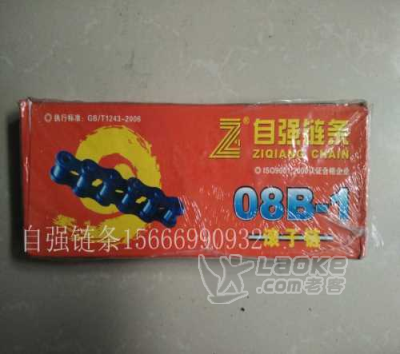 ◎执行标准: GB/T1243-2006
Z® 自强链条
ZIQIANG CHAIN
08B-1
滚子链
自强链条15666990932
LAOKE
.com老客